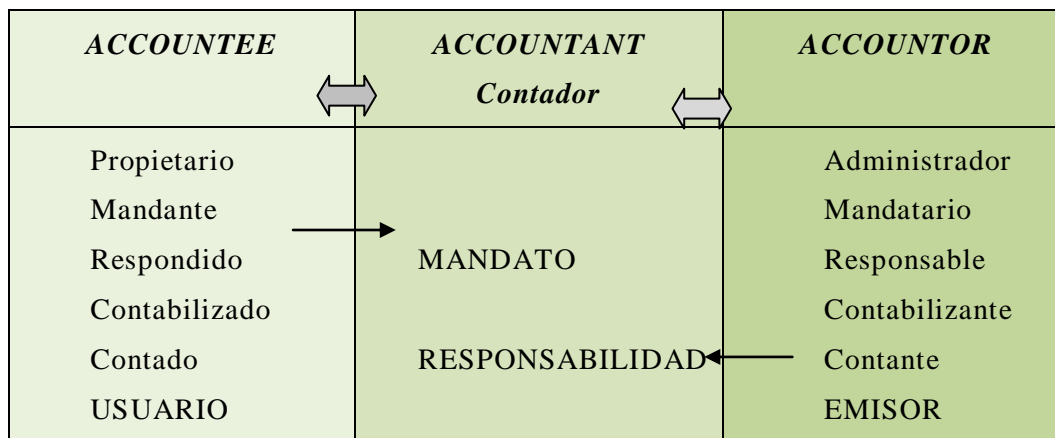 ACCOUNTEE
ACCOUNTANT
Contador
ACCOUNTOR
Propietario
Mandante
Respondido
Contabilizado
Contado
USUARIO
MANDATO
RESPONSABILIDAD
Administrador
Mandatario
Responsable
Contabilizante
Contante
EMISOR